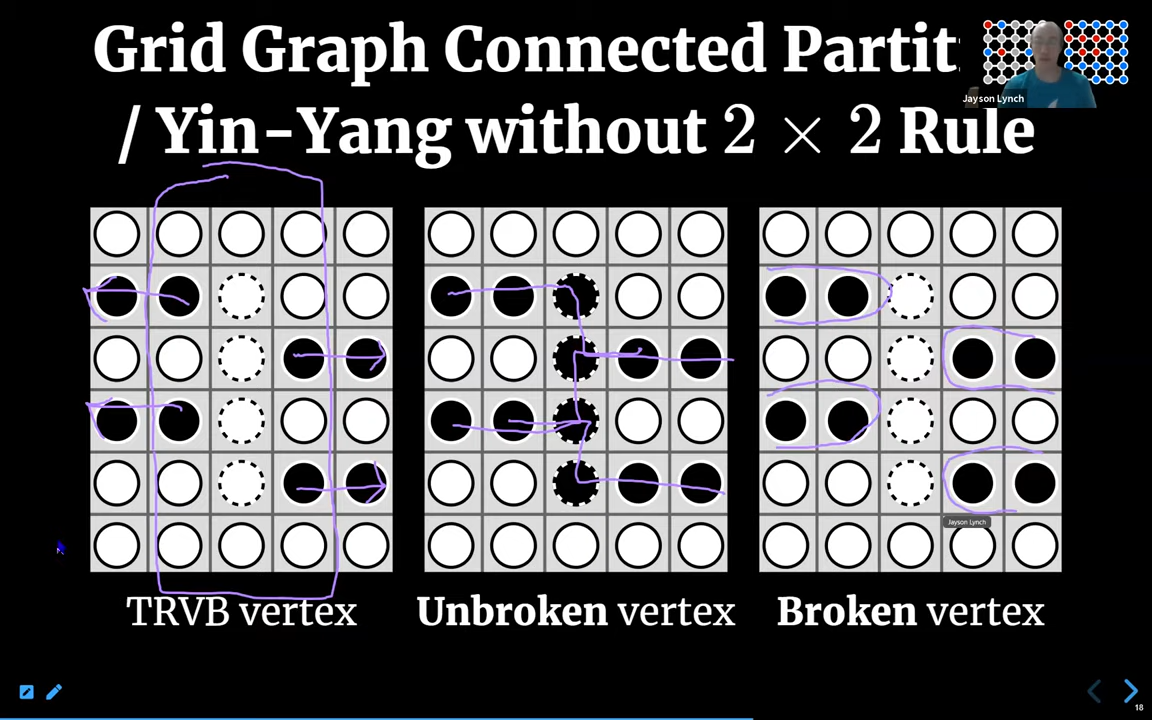 Grid Graph Connected Partit
/ Yin-Yang without 2 × 2 Rule
Jayson Lynch
Jayson Lynch
TRVB vertex
Unbroken vertex
Broken vertex
18